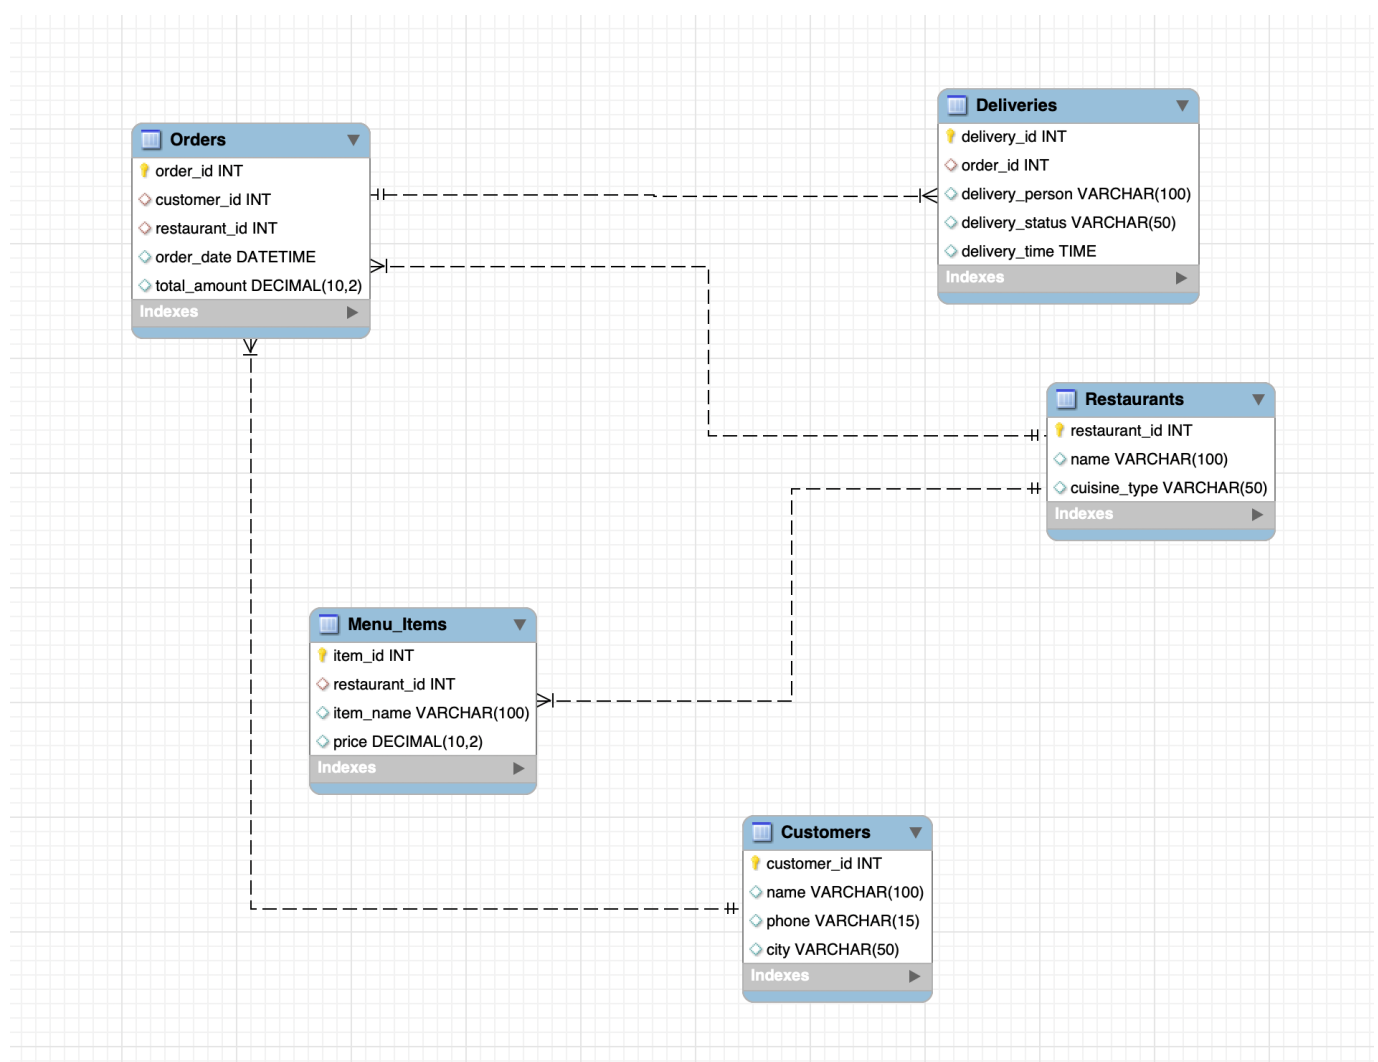 Orders
order_id INT
customer_id INT
restaurant_id INT
order_date DATETIME
total_amount DECIMAL(10,2)
Indexes
Deliveries
delivery_id INT
order_id INT
delivery_person VARCHAR(100)
delivery_status VARCHAR(50)
delivery_time TIME
Indexes
Restaurants
restaurant_id INT
name VARCHAR(100)
cuisine_type VARCHAR(50)
Indexes
Menu_Items
item_id INT
restaurant_id INT
item_name VARCHAR(100)
price DECIMAL(10,2)
Indexes
Customers
customer_id INT
name VARCHAR(100)
phone VARCHAR(15)
city VARCHAR(50)
Indexes